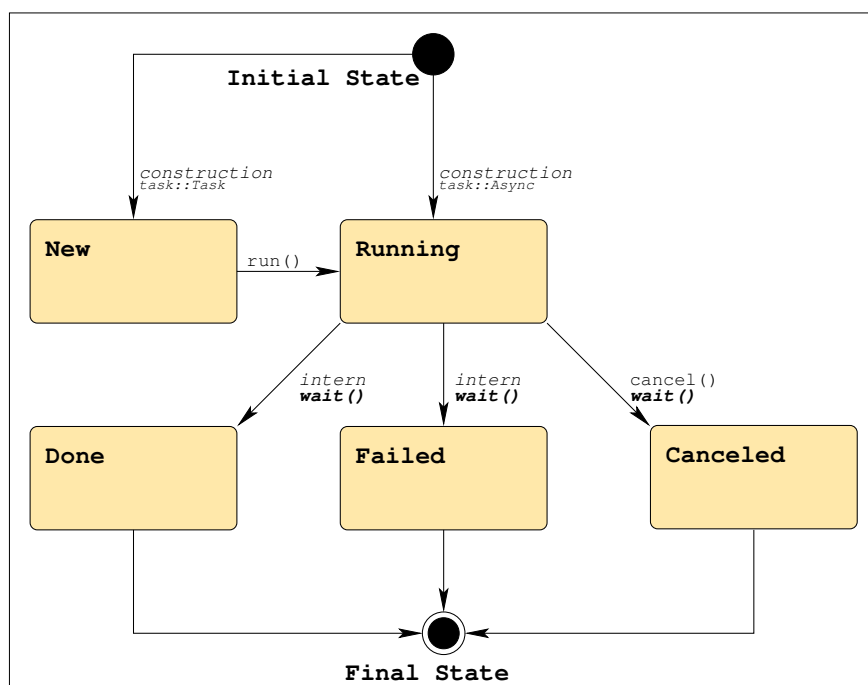 Initial State
construction
task::Task
construction
task::Async
New
run()
Running
intern
wait()
intern
wait()
cancel()
wait()
Done
Failed
Canceled
Final State